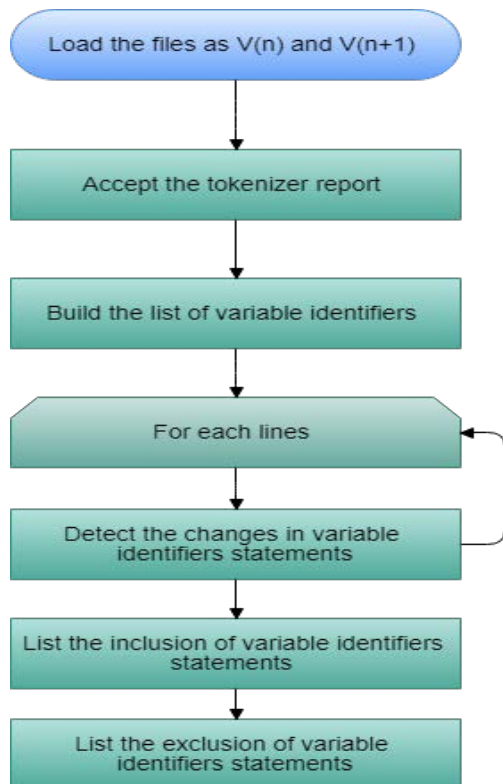 Load the files as V(n) and V(n+1)
Accept the tokenizer report
Build the list of variable identifiers
For each lines
Detect the changes in variable
identifiers statements
List the inclusion of variable identifiers
statements
List the exclusion of variable
identifiers statements